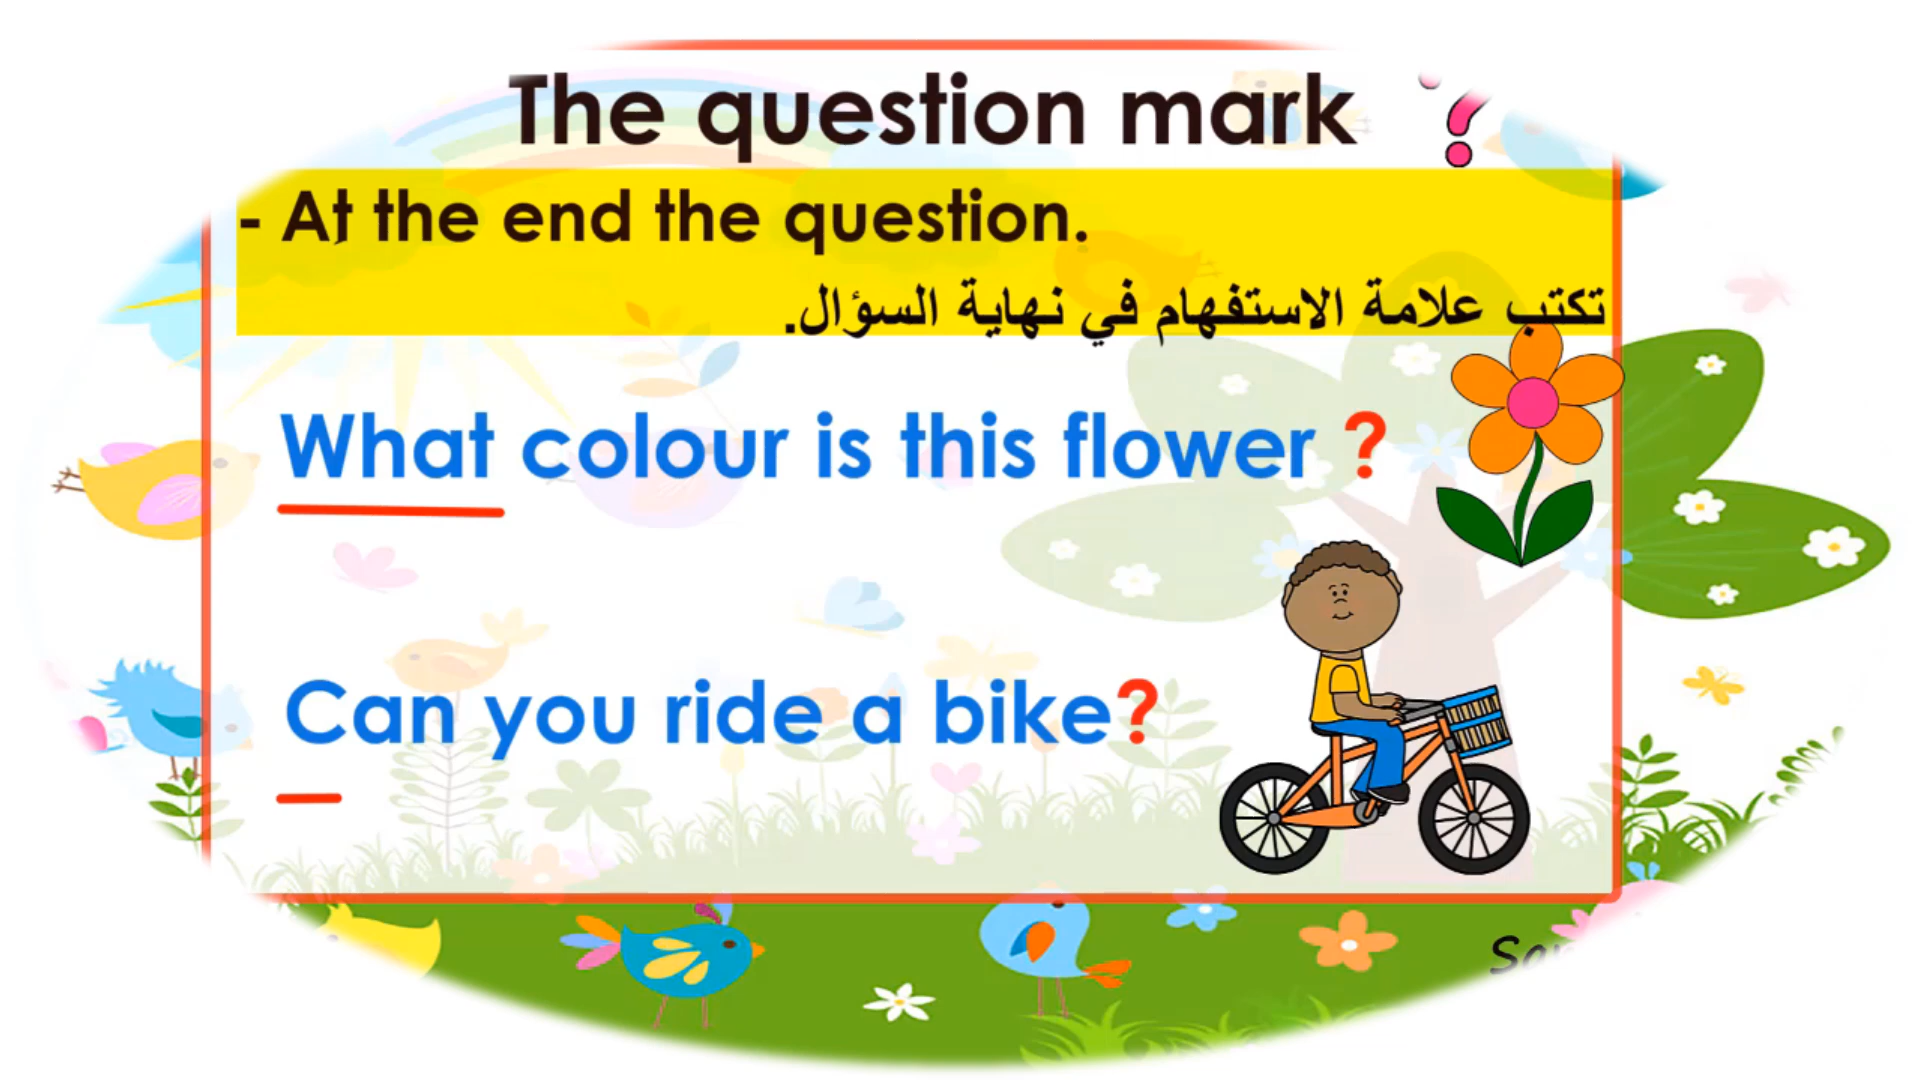 The question mark ?
- At the end the question.
تكتب علامة الاستفهام في نهاية السؤال.
What colour is this flower ?
Can you ride a bike?